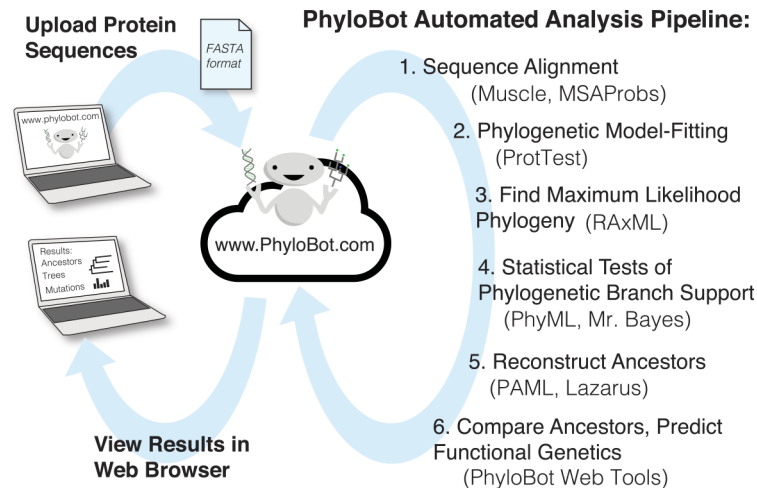 Upload Protein
Sequences
FASTA
format
www.phylobot.com
Results:
Ancestors
Trees
Mutations
www.PhyloBot.com
View Results in
Web Browser
PhyloBot Automated Analysis Pipeline:
1. Sequence Alignment
(Muscle, MSAProbs)
2. Phylogenetic Model-Fitting
(ProtTest)
3. Find Maximum Likelihood
Phylogeny (RAxML)
4. Statistical Tests of
Phylogenetic Branch Support
(PhyML, Mr. Bayes)
5. Reconstruct Ancestors
(PAML, Lazarus)
6. Compare Ancestors, Predict
Functional Genetics
(PhyloBot Web Tools)